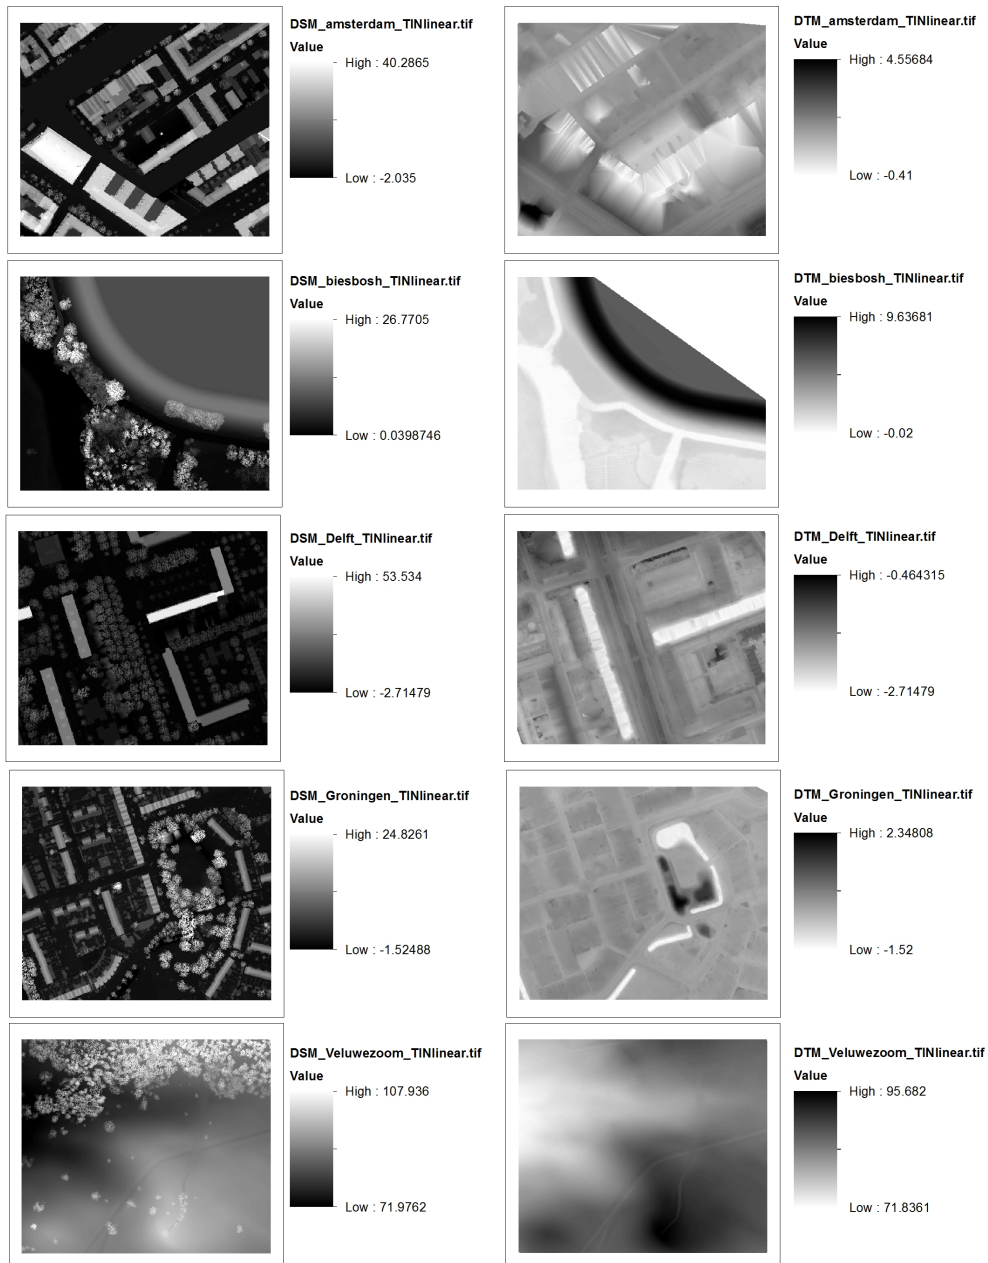 DSM_amsterdam_TINlinear.tif
Value
High : 40.2865
Low : -2.035
DTM_amsterdam_TINlinear.tif
Value
High : 4.55684
Low : -0.41
DSM_biesbosh_TINlinear.tif
Value
High : 26.7705
Low : 0.0398746
DTM_biesbosh_TINlinear.tif
Value
High : 9.63681
Low : -0.02
DSM_Delft_TINlinear.tif
Value
High : 53.534
Low : -2.71479
DTM_Delft_TINlinear.tif
Value
High : -0.464315
Low : -2.71479
DSM_Groningen_TINlinear.tif
Value
High : 24.8261
Low : -1.52488
DTM_Groningen_TINlinear.tif
Value
High : 2.34808
Low : -1.52
DSM_Veluwezoom_TINlinear.tif
Value
High : 107.936
Low : 71.9762
DTM_Veluwezoom_TINlinear.tif
Value
High : 95.682
Low : 71.8361